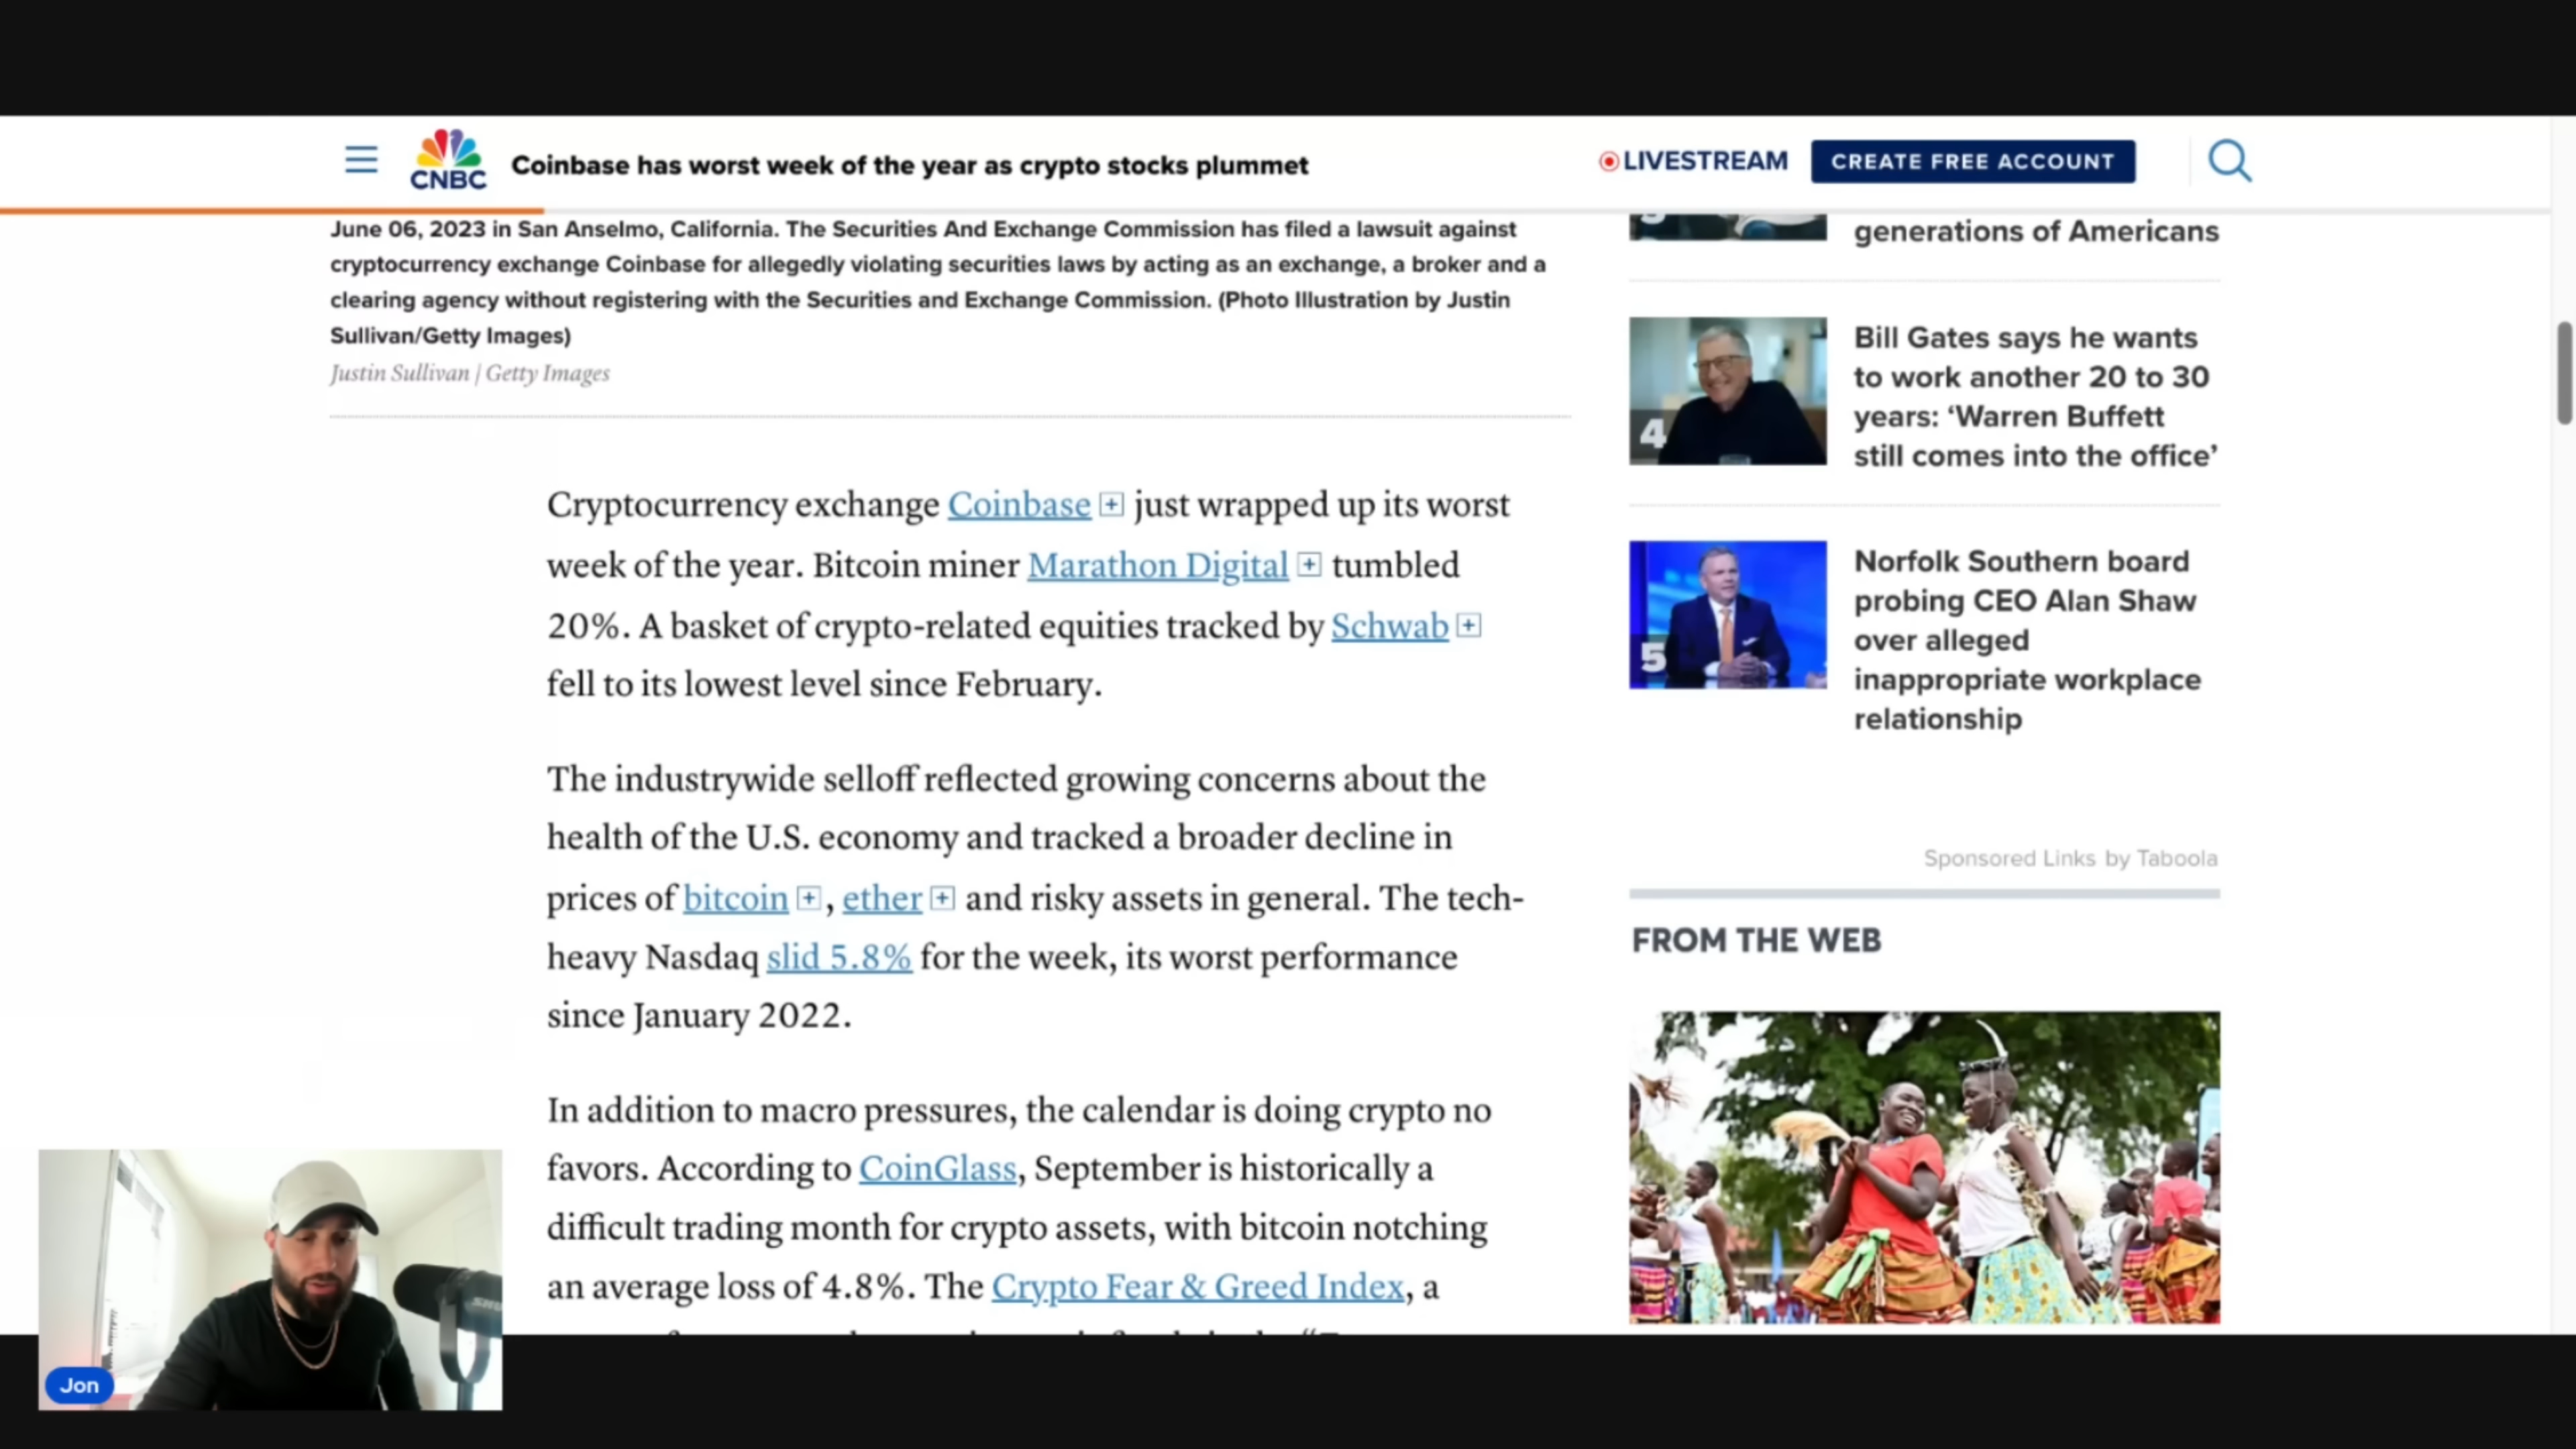 CNBC
Coinbase has worst week of the year as crypto stocks plummet
LIVESTREAM
CREATE FREE ACCOUNT
June 06, 2023 in San Anselmo, California. The Securities And Exchange Commission has filed a lawsuit against
cryptocurrency exchange Coinbase for allegedly violating securities laws by acting as an exchange, a broker and a
clearing agency without registering with the Securities and Exchange Commission. (Photo Illustration by Justin
Sullivan/Getty Images)
Justin Sullivan | Getty Images
Cryptocurrency exchange Coinbase + just wrapped up its worst
week of the year. Bitcoin miner Marathon Digital + tumbled
20%. A basket of crypto-related equities tracked by Schwab +
fell to its lowest level since February.
The industrywide selloff reflected growing concerns about the
health of the U.S. economy and tracked a broader decline in
prices of bitcoin +, ether + and risky assets in general. The tech-
heavy Nasdaq slid 5.8% for the week, its worst performance
since January 2022.
In addition to macro pressures, the calendar is doing crypto no
favors. According to CoinGlass, September is historically a
difficult trading month for crypto assets, with bitcoin notching
an average loss of 4.8%. The Crypto Fear & Greed Index, a
generations of Americans
4
Bill Gates says he wants
to work another 20 to 30
years: ‘Warren Buffett
still comes into the office’
5
Norfolk Southern board
probing CEO Alan Shaw
over alleged
inappropriate workplace
relationship
Sponsored Links by Taboola
FROM THE WEB
Jon